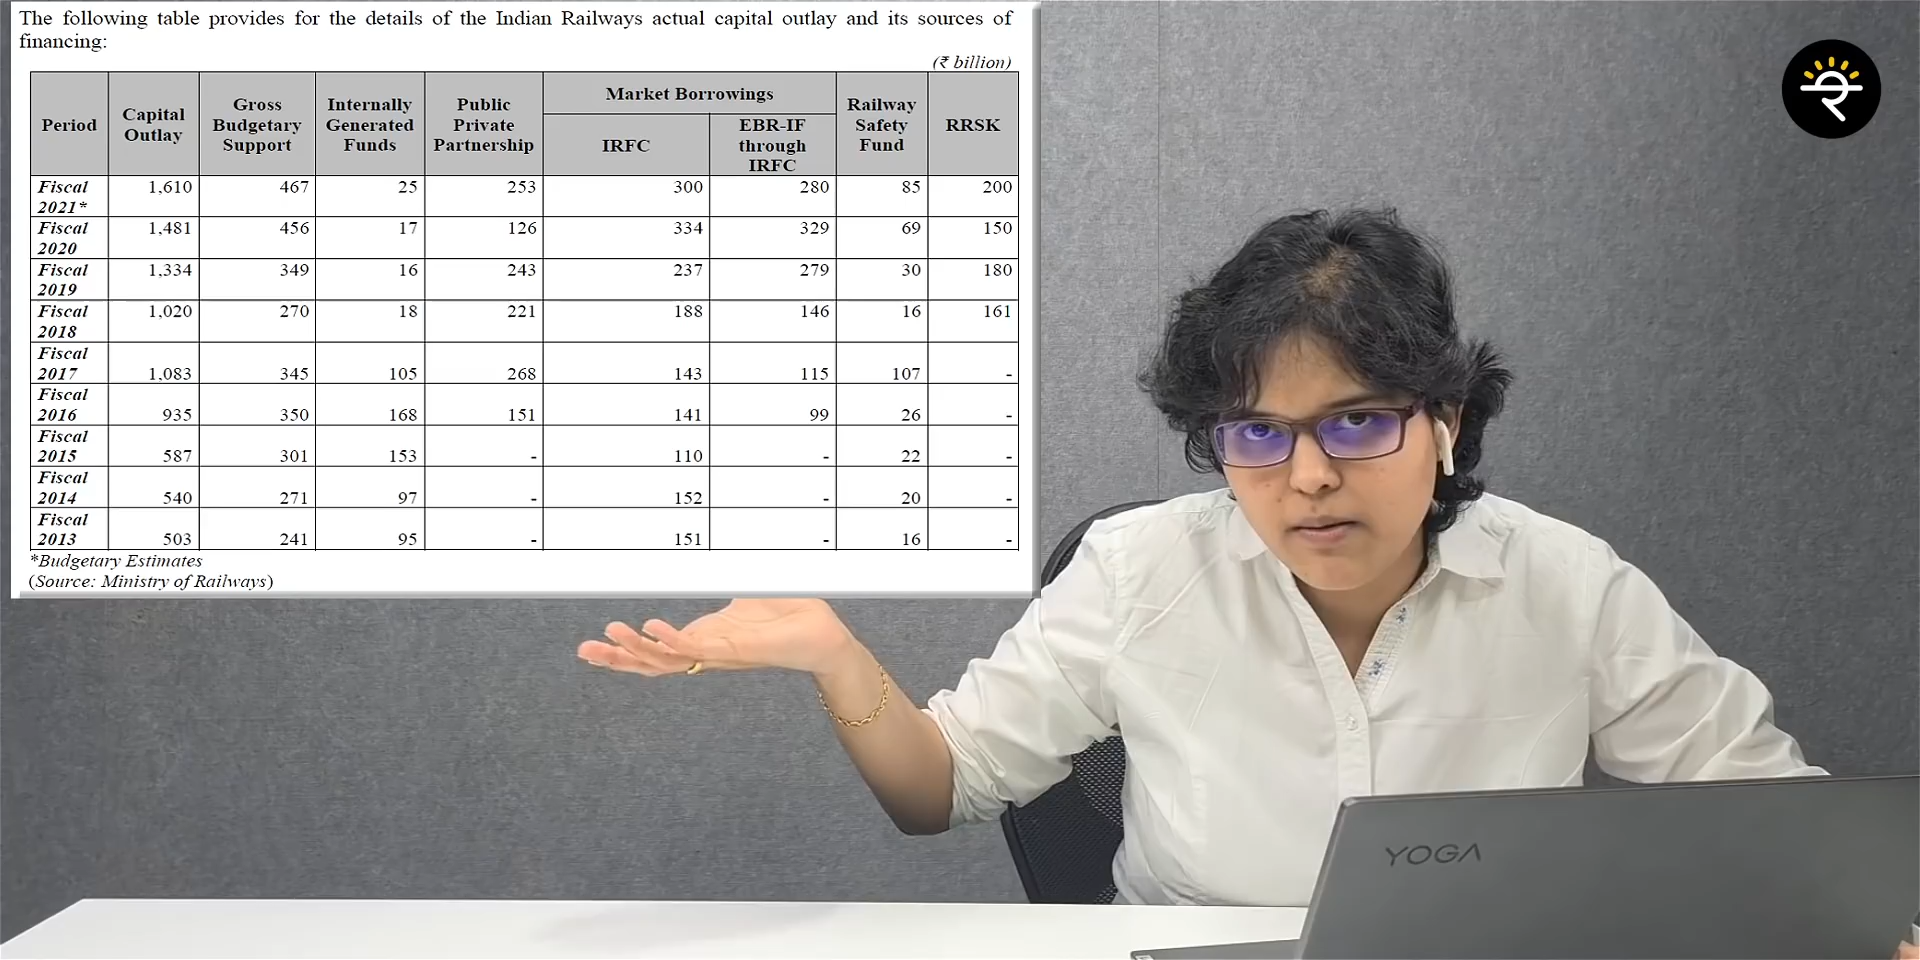 The following table provides for the details of the Indian Railways actual capital outlay and its sources of
financing:
(₹ billion)
Period | Capital Outlay | Gross Budgetary Support | Internally Generated Funds | Public Private Partnership | Market Borrowings | Railway Safety Fund | RRSK
IRFC | EBR-IF through IRFC
Fiscal 2021* | 1,610 | 467 | 25 | 253 | 300 | 280 | 85 | 200
Fiscal 2020 | 1,481 | 456 | 17 | 126 | 334 | 329 | 69 | 150
Fiscal 2019 | 1,334 | 349 | 16 | 243 | 237 | 279 | 30 | 180
Fiscal 2018 | 1,020 | 270 | 18 | 221 | 188 | 146 | 16 | 161
Fiscal 2017 | 1,083 | 345 | 105 | 268 | 143 | 115 | 107 | -
Fiscal 2016 | 935 | 350 | 168 | 151 | 141 | 99 | 26 | -
Fiscal 2015 | 587 | 301 | 153 | - | 110 | - | 22 | -
Fiscal 2014 | 540 | 271 | 97 | - | 152 | - | 20 | -
Fiscal 2013 | 503 | 241 | 95 | - | 151 | - | 16 | -
*Budgetary Estimates
(Source: Ministry of Railways)
YOGA